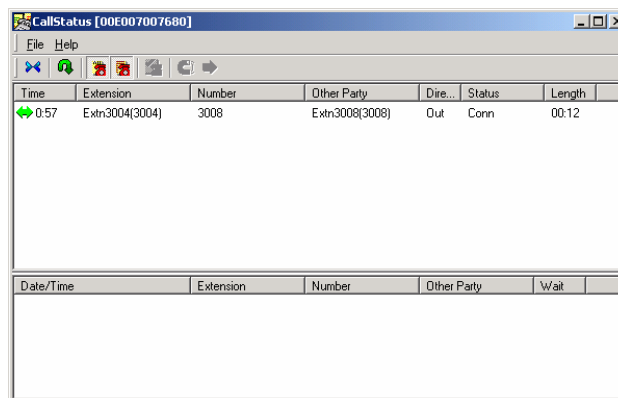 CallStatus [00E007007680]
File Help
Time Extension Number Other Party Dire... Status Length
0:57 Extn3004(3004) 3008 Extn3008(3008) Out Conn 00:12
Date/Time Extension Number Other Party Wait